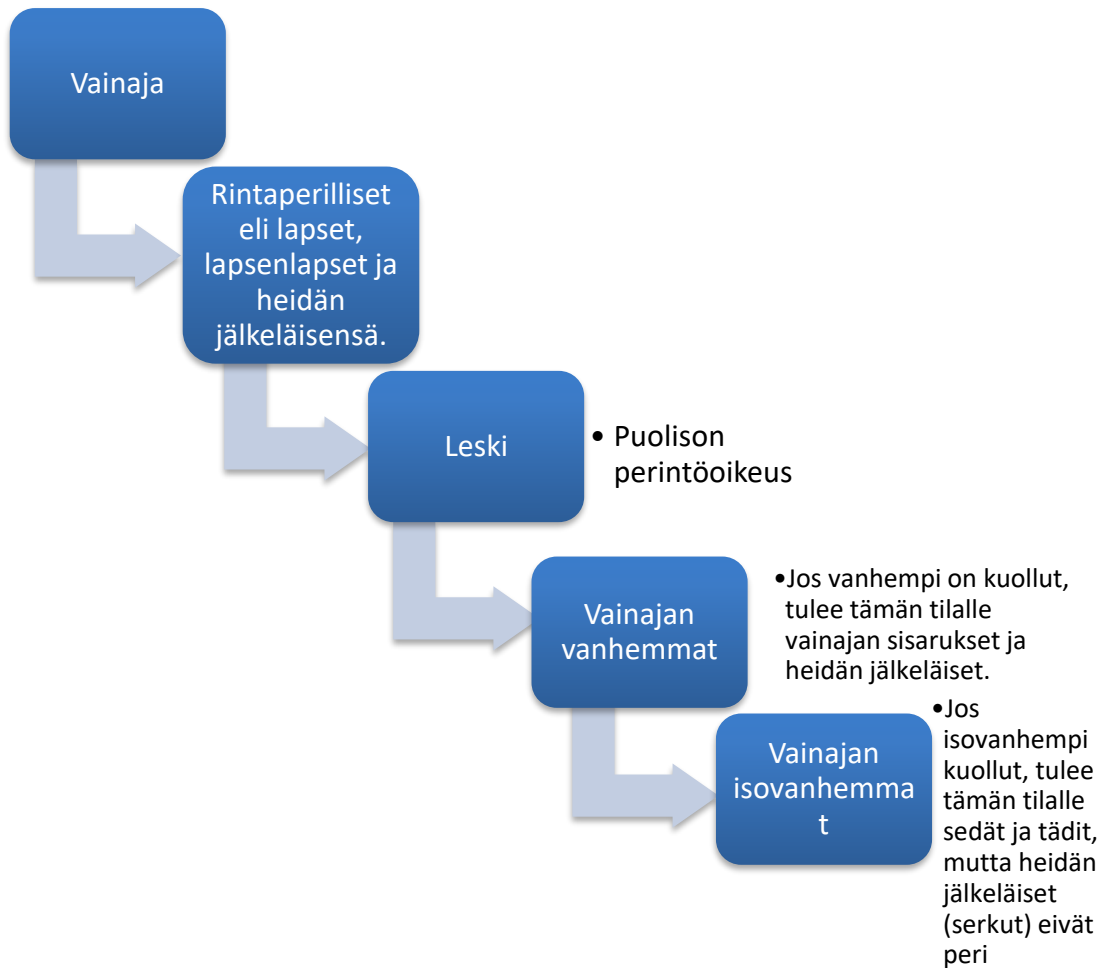 Vainaja
Rintaperilliset
eli lapset,
lapsenlapset ja
heidän
jälkeläisensä.
Leski
• Puolison
perintöoikeus
Vainajan
vanhemmat
•Jos vanhempi on kuollut,
tulee tämän tilalle
vainajan sisarukset ja
heidän jälkeläiset.
Vainajan
isovanhemma
t
•Jos
isovanhempi
kuollut, tulee
tämän tilalle
sedät ja tädit,
mutta heidän
jälkeläiset
(serkut) eivät
peri